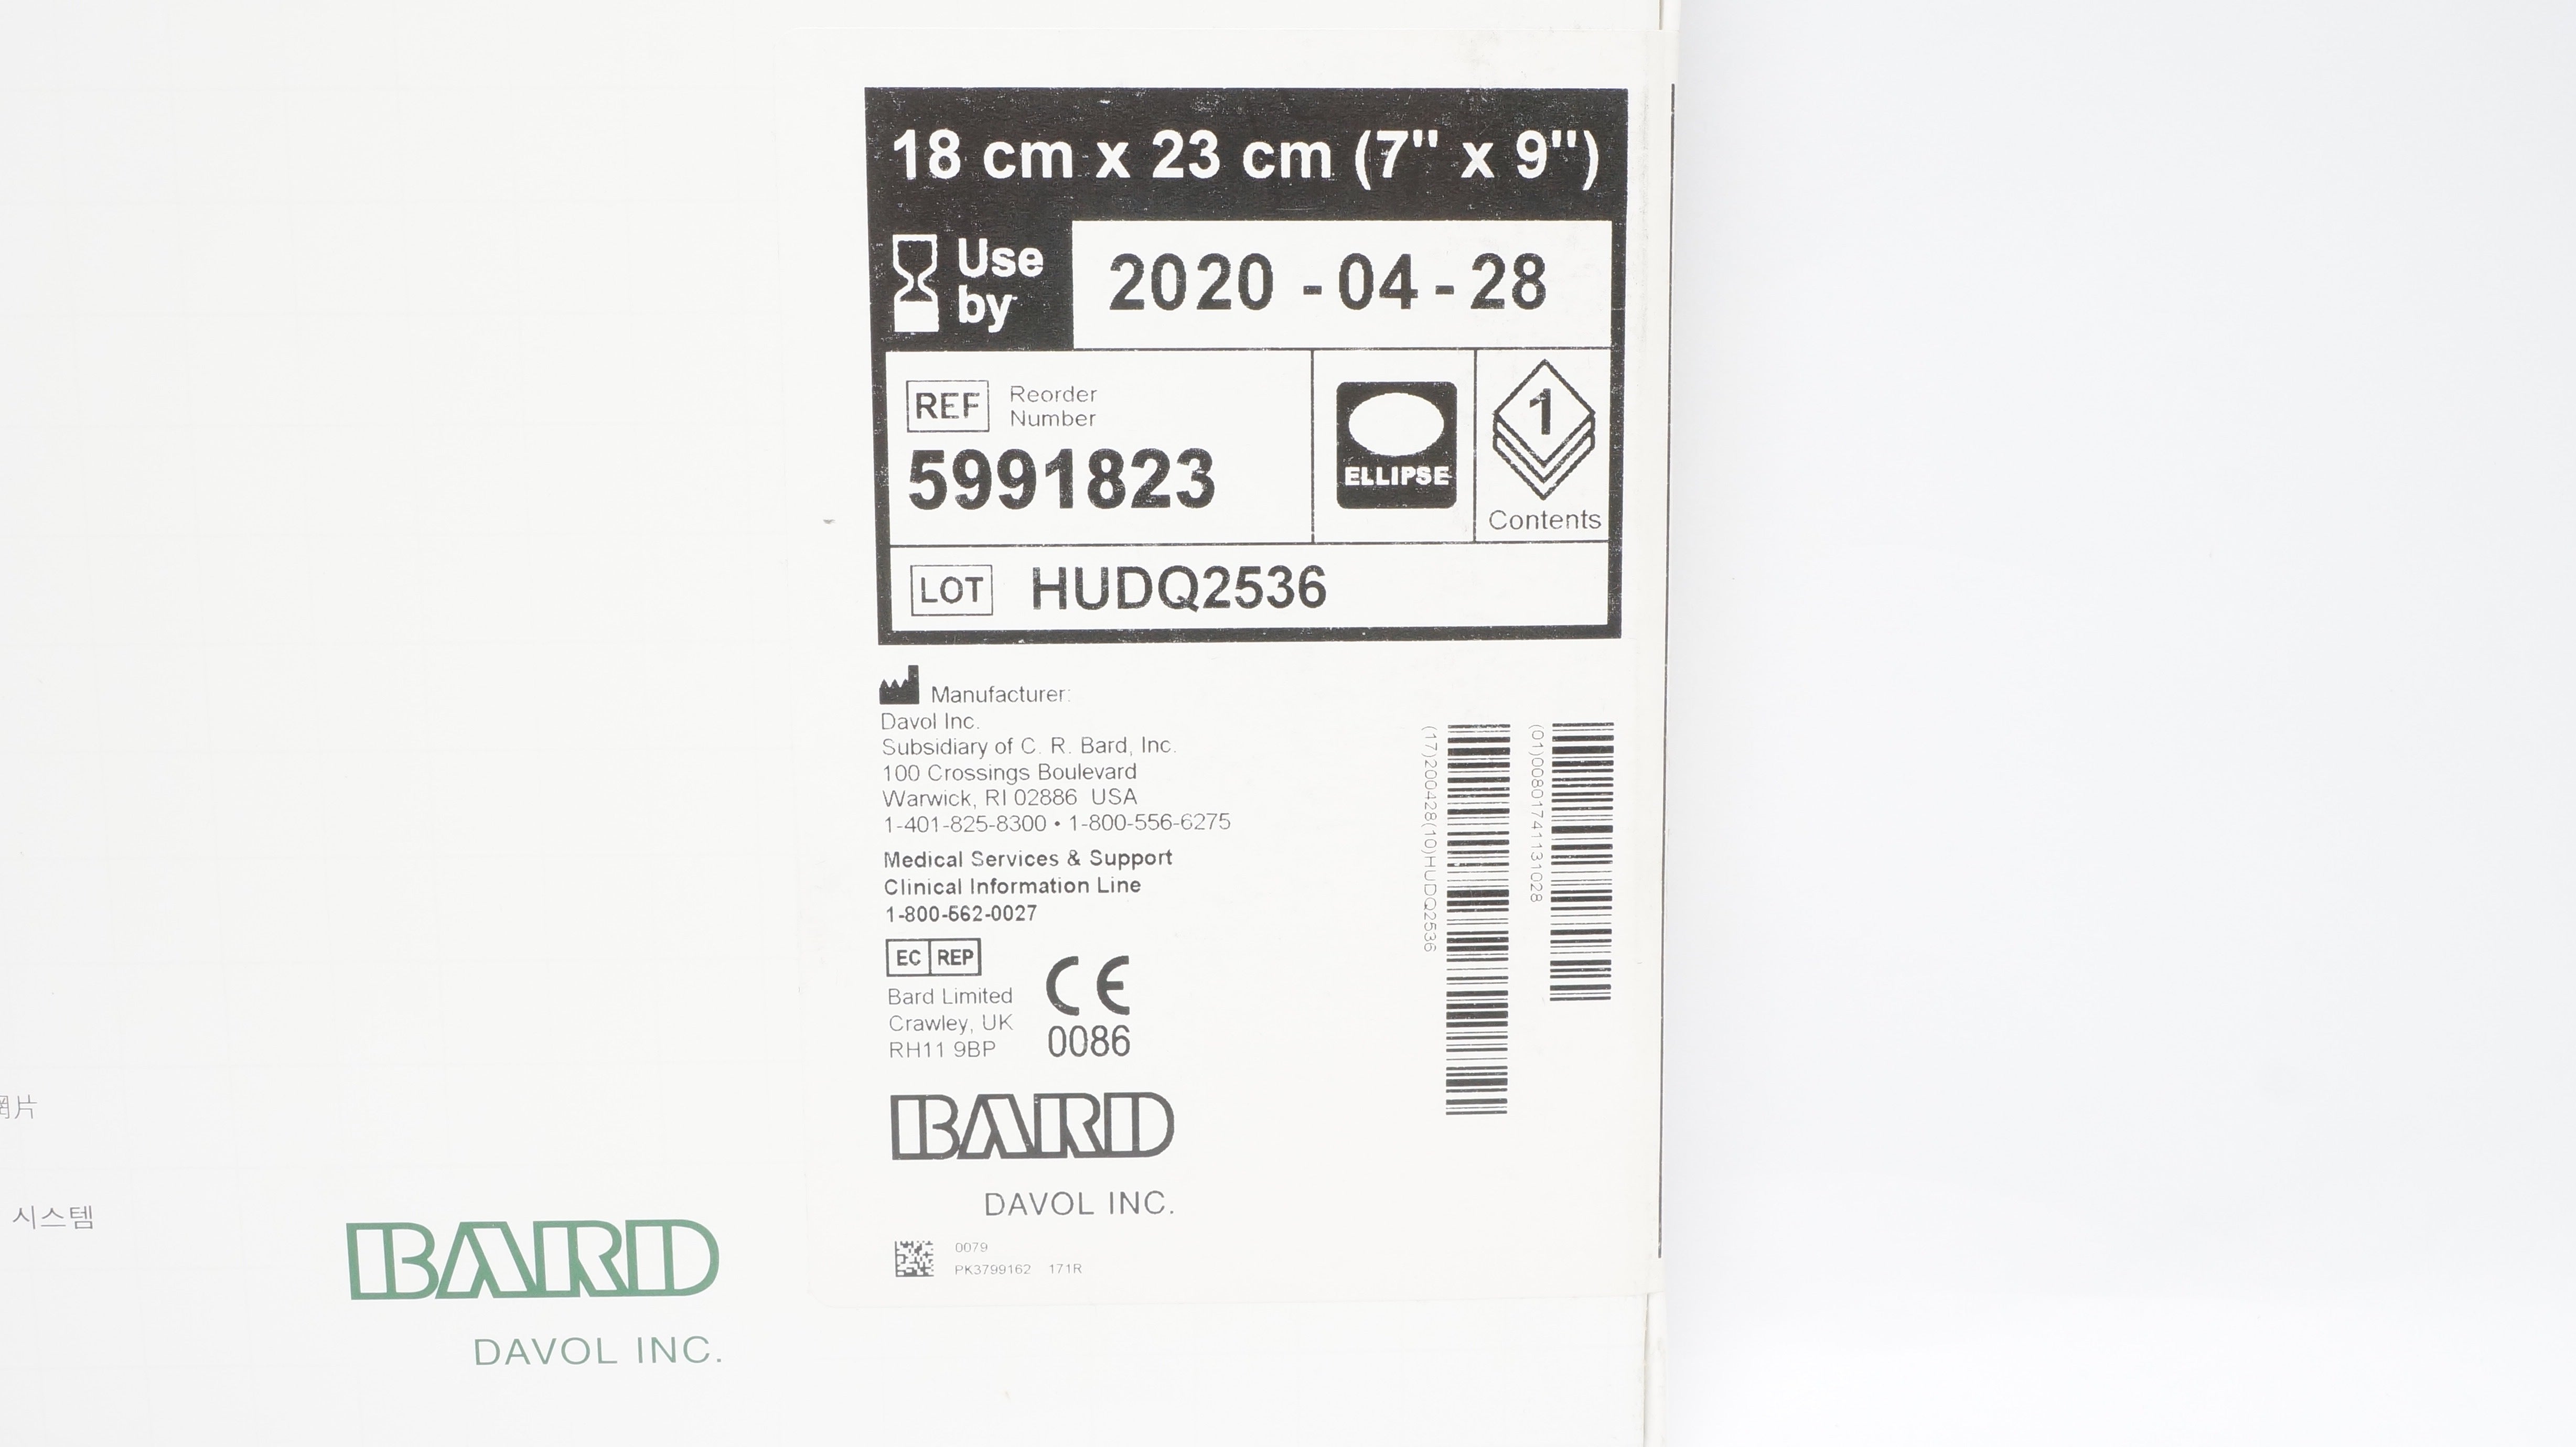 18 cm x 23 cm (7" x 9")
Use by
2020 - 04 - 28
REF Reorder Number
5991823
ELLIPSE
1
Contents
LOT HUDQ2536
Manufacturer:
Davol Inc.
Subsidiary of C. R. Bard, Inc.
100 Crossings Boulevard
Warwick, RI 02886 USA
1-401-825-8300 • 1-800-556-6275
Medical Services & Support
Clinical Information Line
1-800-562-0027
EC REP
Bard Limited
Crawley, UK
RH11 9BP
CE
0086
BARD
DAVOL INC.
0079
PK3799162 171R
(17)200428(10)HUDQ2536
(01)00801741131028
片
시스템
BARD
DAVOL INC.